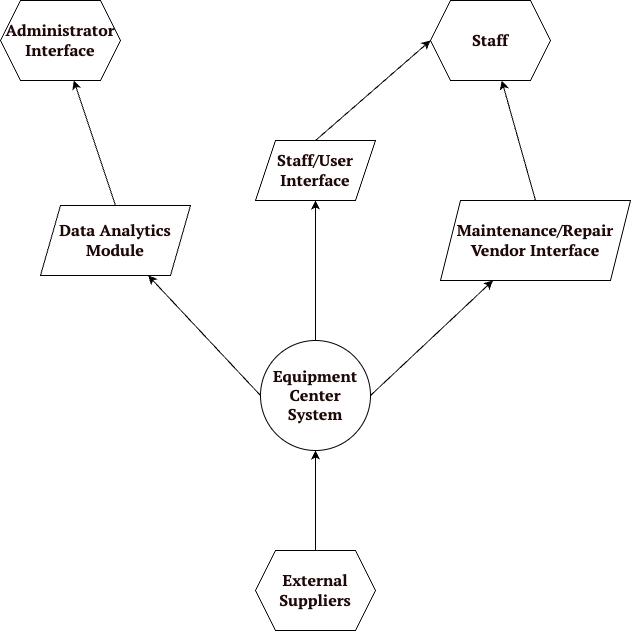 Administrator
Interface
Staff
Staff/User
Interface
Data Analytics
Module
Maintenance/Repair
Vendor Interface
Equipment
Center
System
External
Suppliers